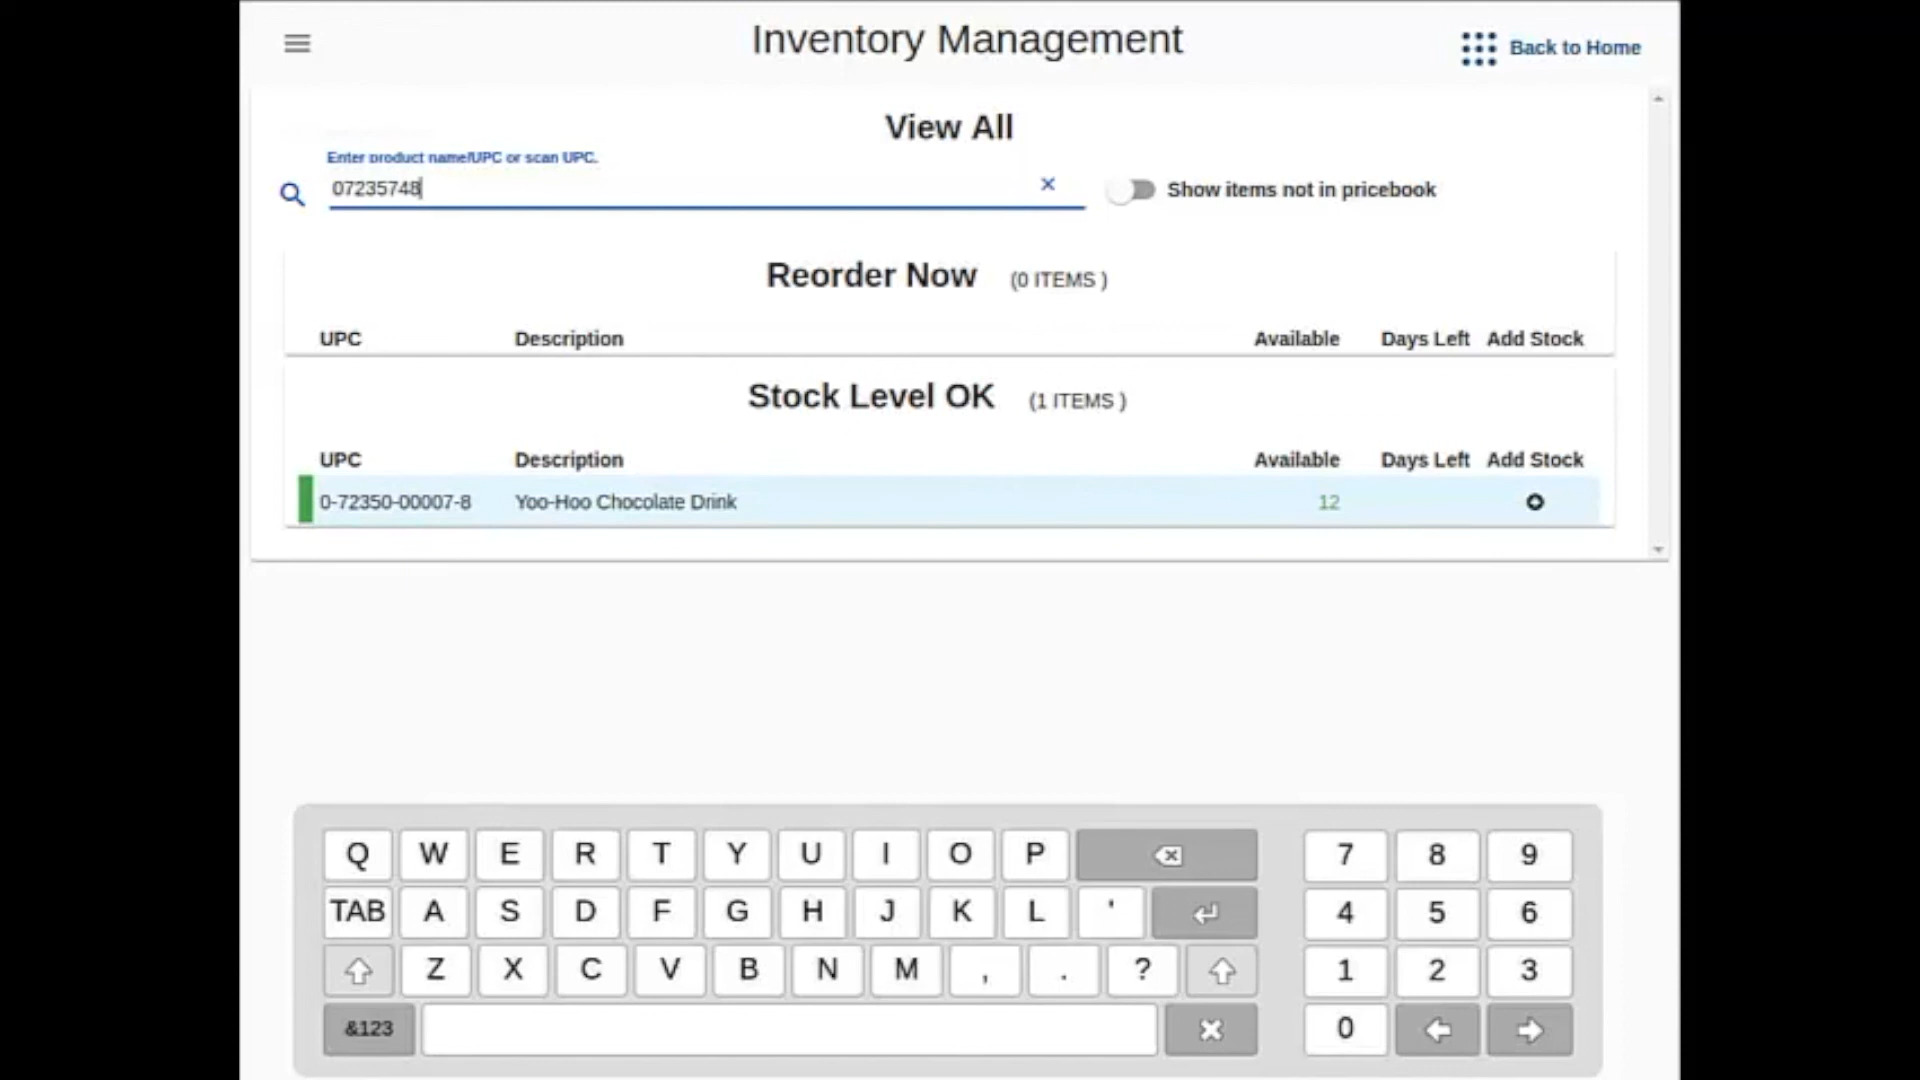 Inventory Management
Back to Home
View All
Enter product name/UPC or scan UPC.
07235748
Show items not in pricebook
Reorder Now (0 ITEMS )
UPC Description Available Days Left Add Stock
Stock Level OK (1 ITEMS )
UPC Description Available Days Left Add Stock
0-72350-00007-8 Yoo-Hoo Chocolate Drink 12
Q W E R T Y U I O P 7 8 9
TAB A S D F G H J K L ' 4 5 6
Z X C V B N M , . ? 1 2 3
&123 0